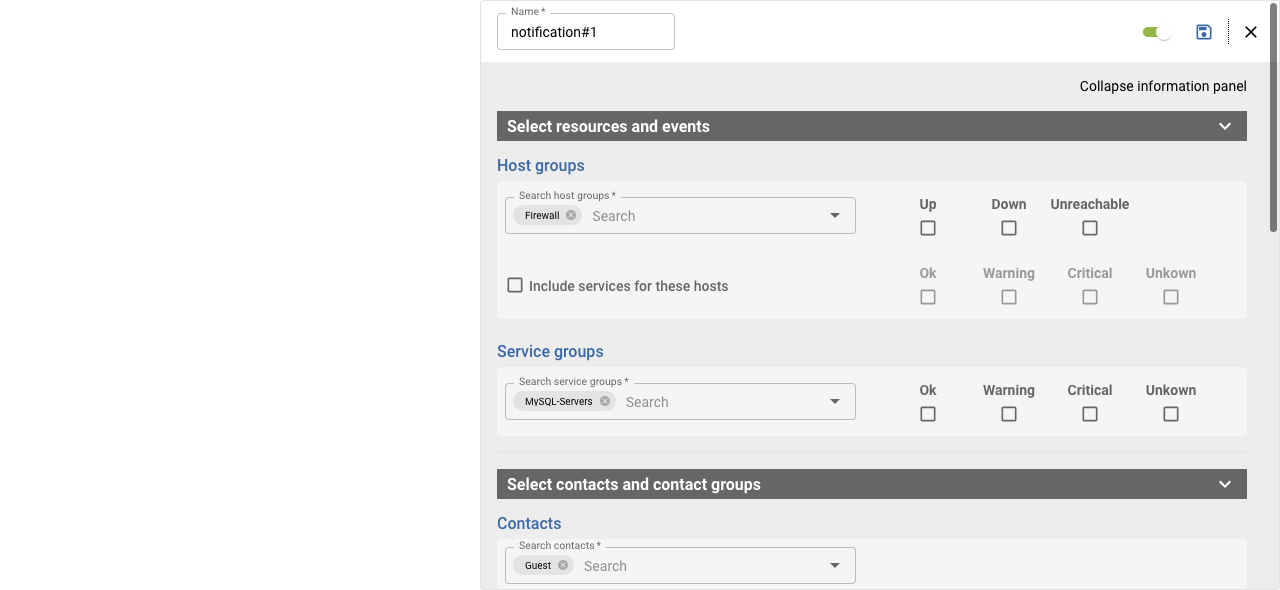 Name *
notification#1
Collapse information panel
Select resources and events
Host groups
Search host groups *
Firewall Search
Up Down Unreachable
Include services for these hosts
Ok Warning Critical Unkown
Service groups
Search service groups *
MySQL-Servers Search
Ok Warning Critical Unkown
Select contacts and contact groups
Contacts
Search contacts *
Guest Search